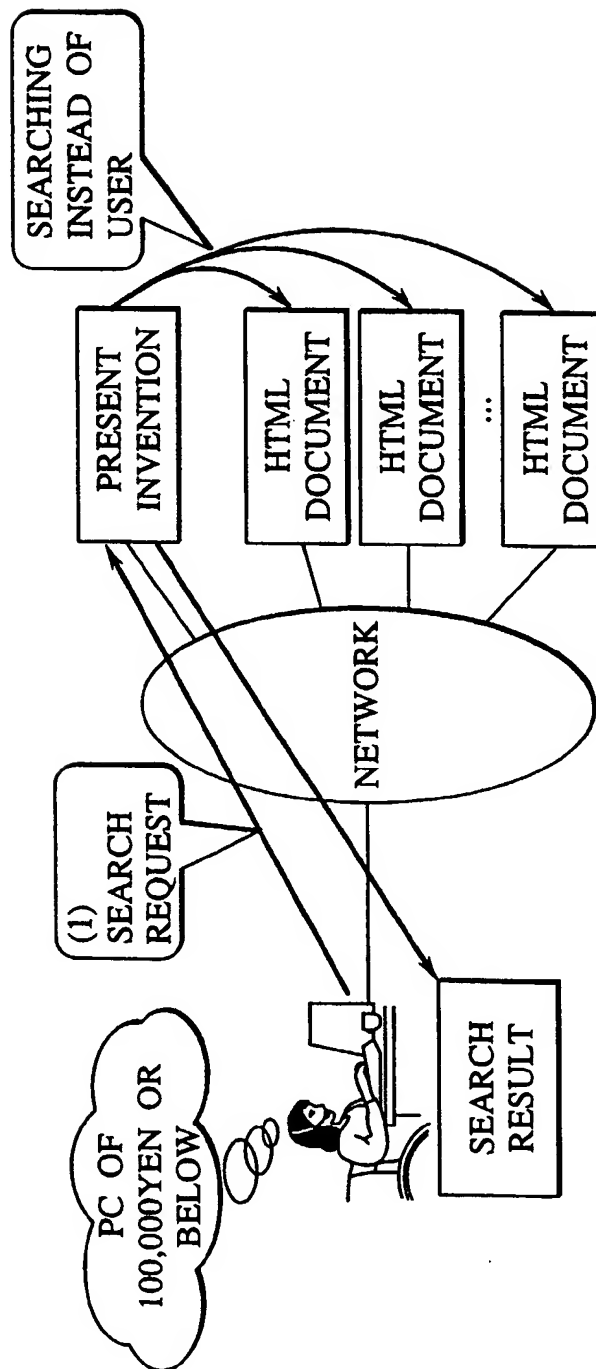 PC OF
100,000YEN OR
BELOW
(1)
SEARCH
REQUEST
SEARCHING
INSTEAD OF
USER
PRESENT
INVENTION
NETWORK
HTML
DOCUMENT
HTML
DOCUMENT
...
HTML
DOCUMENT
SEARCH
RESULT